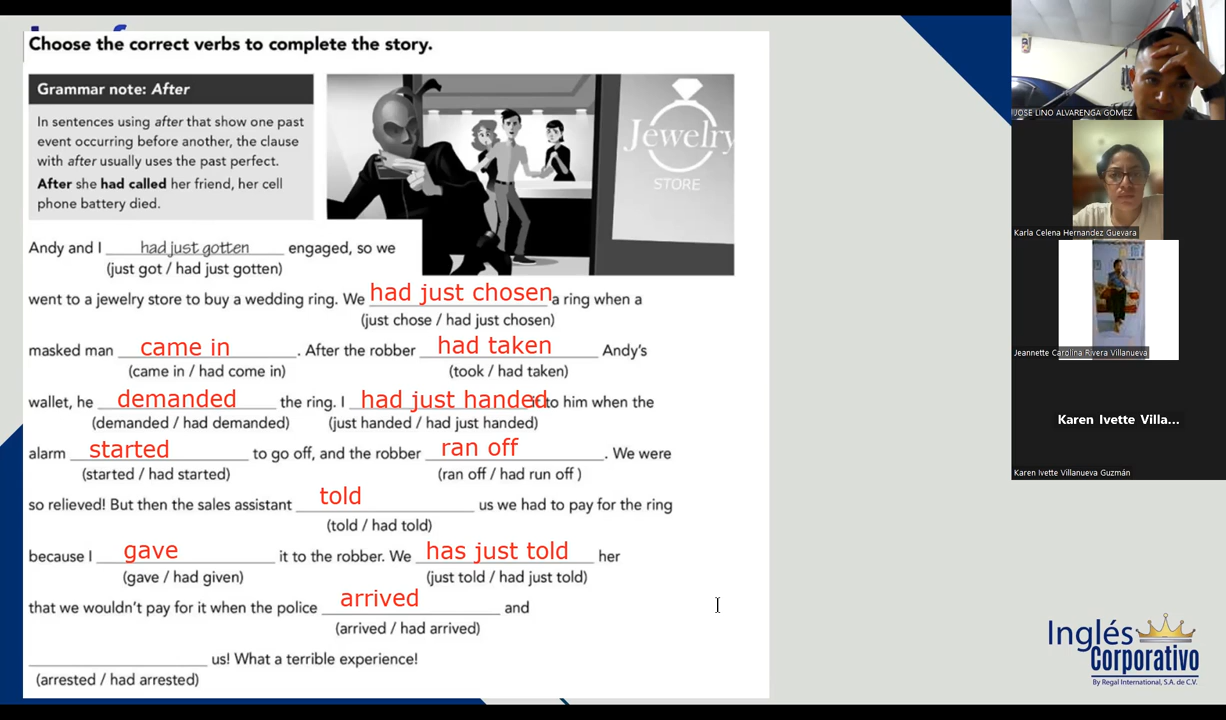 Choose the correct verbs to complete the story.
Grammar note: After
In sentences using after that show one past
event occurring before another, the clause
with after usually uses the past perfect.
After she had called her friend, her cell
phone battery died.
Jewelry
STORE
Andy and I had just gotten engaged, so we
(just got / had just gotten)
went to a jewelry store to buy a wedding ring. We had just chosen a ring when a
(just chose / had just chosen)
masked man came in . After the robber had taken Andy's
(came in / had come in) (took / had taken)
wallet, he demanded the ring. I had just handed it to him when the
(demanded / had demanded) (just handed / had just handed)
alarm started to go off, and the robber ran off . We were
(started / had started) (ran off / had run off )
so relieved! But then the sales assistant told us we had to pay for the ring
(told / had told)
because I gave it to the robber. We has just told her
(gave / had given) (just told / had just told)
that we wouldn't pay for it when the police arrived and
(arrived / had arrived)
us! What a terrible experience!
(arrested / had arrested)
JOSE LINO ALVARENGA GOMEZ
Karla Celena Hernandez Guevara
Jeannette Carolina Rivera Villanueva
Karen Ivette Villa...
Karen Ivette Villanueva Guzmán
Inglés
Corporativo
By Regal International, S.A. de C.V.